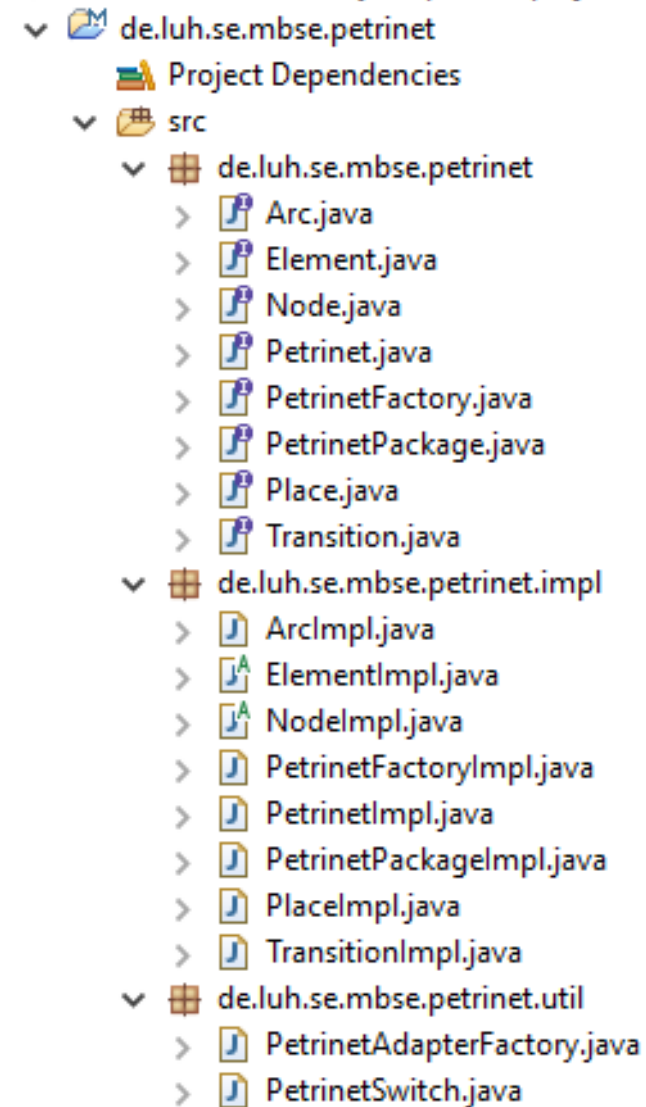 de.luh.se.mbse.petrinet
Project Dependencies
src
de.luh.se.mbse.petrinet
Arc.java
Element.java
Node.java
Petrinet.java
PetrinetFactory.java
PetrinetPackage.java
Place.java
Transition.java
de.luh.se.mbse.petrinet.impl
ArcImpl.java
ElementImpl.java
NodeImpl.java
PetrinetFactoryImpl.java
PetrinetImpl.java
PetrinetPackageImpl.java
PlaceImpl.java
TransitionImpl.java
de.luh.se.mbse.petrinet.util
PetrinetAdapterFactory.java
PetrinetSwitch.java